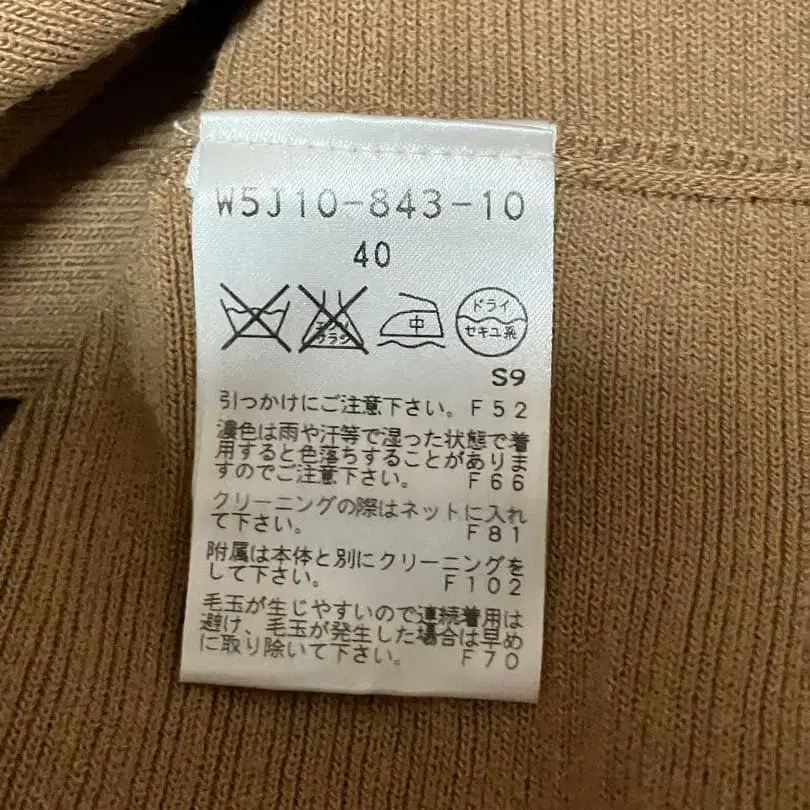 W5J10-843-10
40
エンソ
サラシ
中
ドライ
セキユ系
S9
引っかけにご注意下さい。F52
濃色は雨や汗等で湿った状態で着
用すると色落ちすることがありま
すのでご注意下さい。 F66
クリーニングの際はネットに入れ
て下さい。 F81
附属は本体と別にクリーニングを
して下さい。 F102
毛玉が生じやすいので連続着用は
避け、毛玉が発生した場合は早め
に取り除いて下さい。 F70